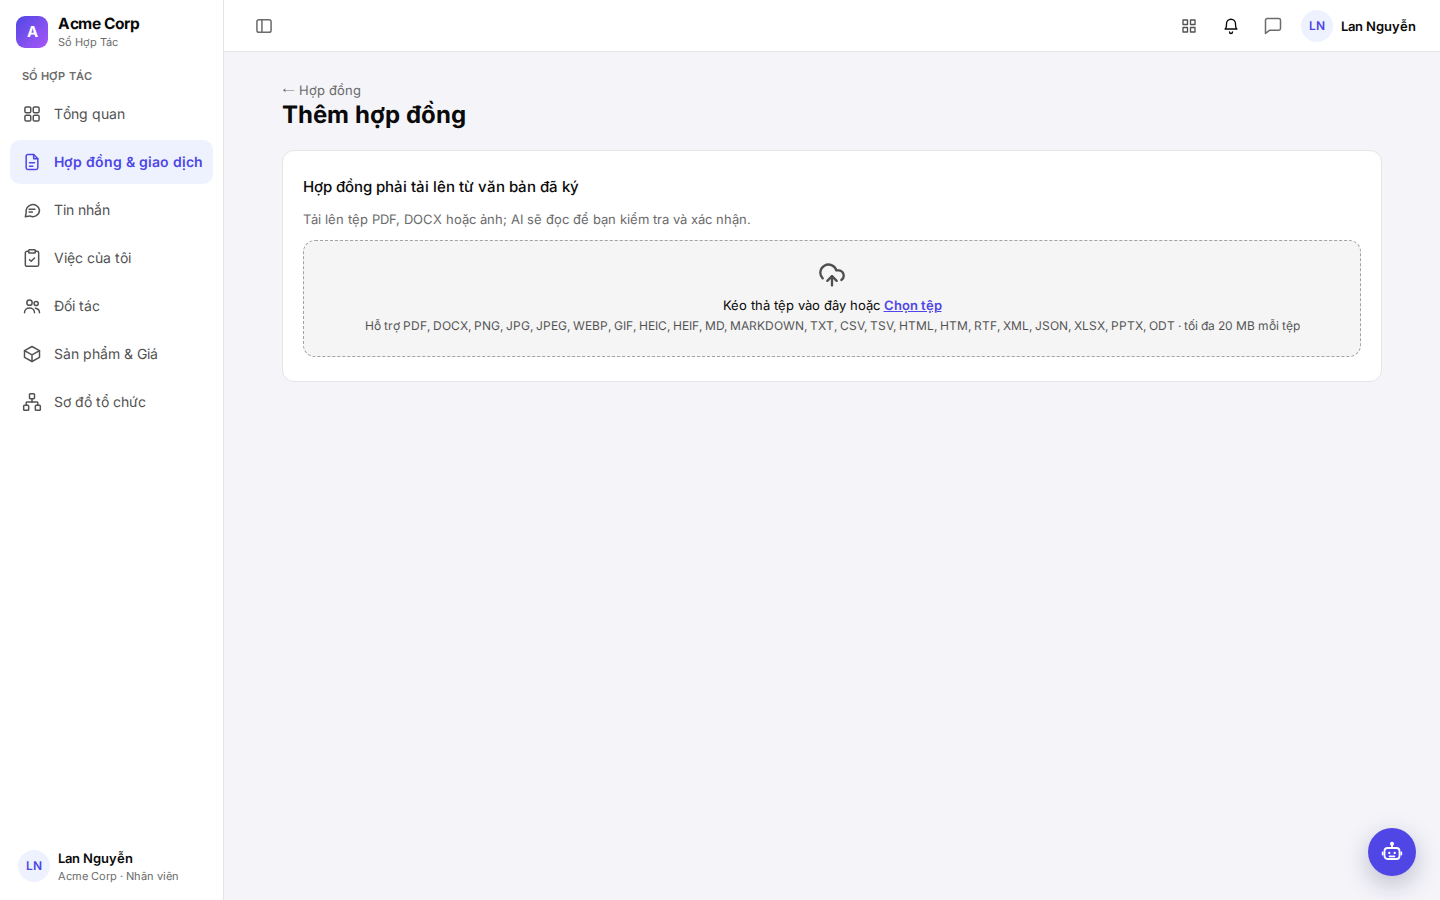 A
Acme Corp
Sổ Hợp Tác
SỔ HỢP TÁC
Tổng quan
Hợp đồng & giao dịch
Tin nhắn
Việc của tôi
Đối tác
Sản phẩm & Giá
Sơ đồ tổ chức
LN
Lan Nguyễn
Acme Corp · Nhân viên
LN
Lan Nguyễn
← Hợp đồng
Thêm hợp đồng
Hợp đồng phải tải lên từ văn bản đã ký
Tải lên tệp PDF, DOCX hoặc ảnh; AI sẽ đọc để bạn kiểm tra và xác nhận.
Kéo thả tệp vào đây hoặc Chọn tệp
Hỗ trợ PDF, DOCX, PNG, JPG, JPEG, WEBP, GIF, HEIC, HEIF, MD, MARKDOWN, TXT, CSV, TSV, HTML, HTM, RTF, XML, JSON, XLSX, PPTX, ODT · tối đa 20 MB mỗi tệp